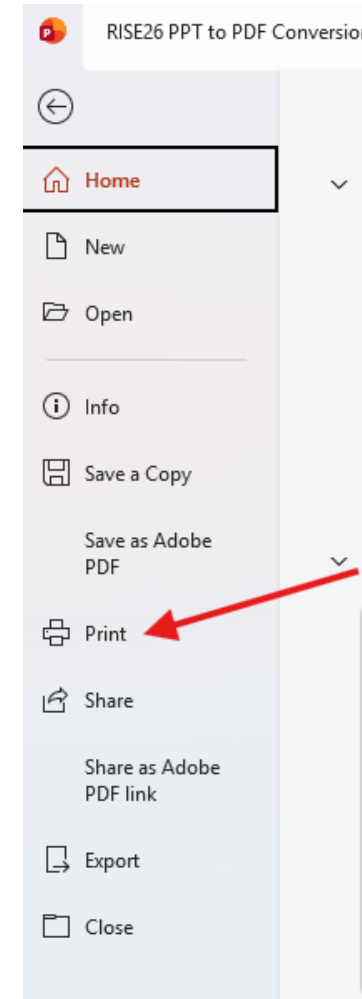 RISE26 PPT to PDF Conversion
Home
New
Open
Info
Save a Copy
Save as Adobe
PDF
Print
Share
Share as Adobe
PDF link
Export
Close